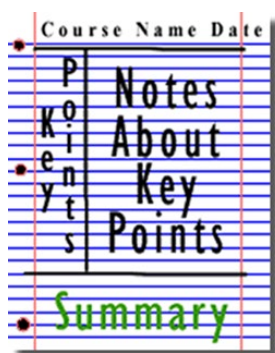 Course Name Date
Key
Points
Notes
About
Key
Points
Summary